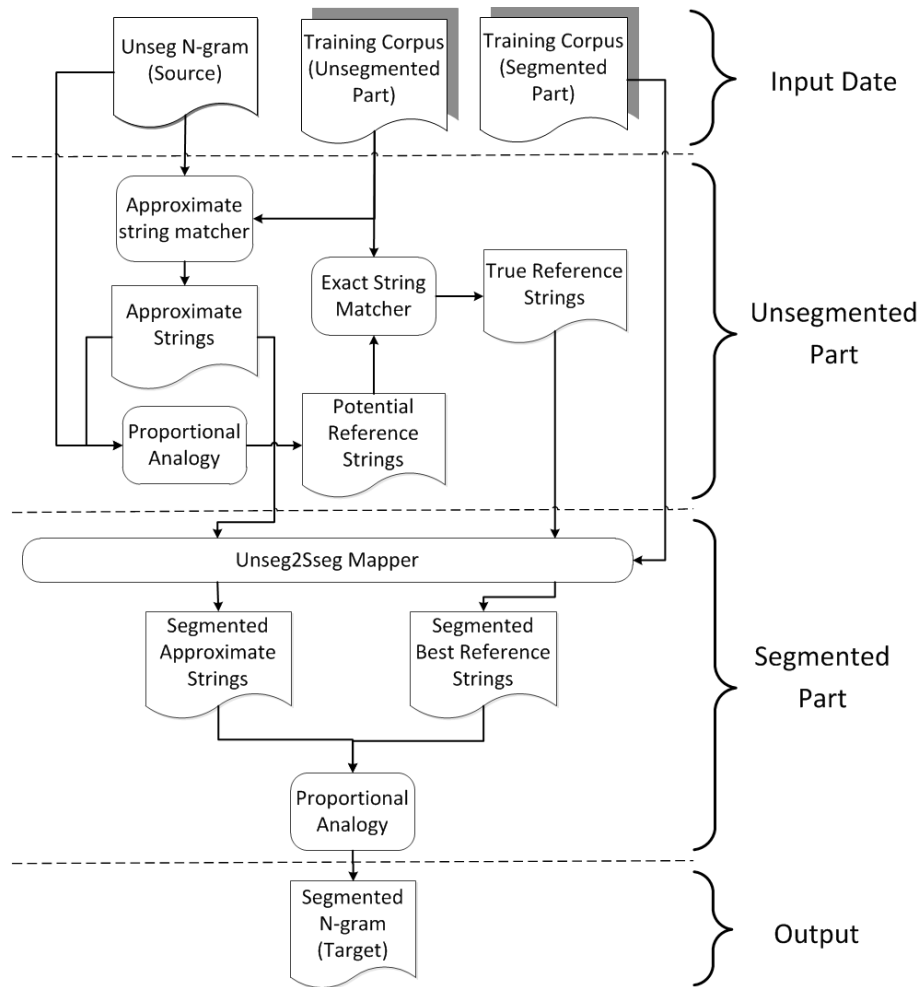 Unseg N-gram
(Source)
Training Corpus
(Unsegmented
Part)
Training Corpus
(Segmented
Part)
Input Date
Approximate
string matcher
Exact String
Matcher
True Reference
Strings
Approximate
Strings
Unsegmented
Part
Proportional
Analogy
Potential
Reference
Strings
Unseg2Sseg Mapper
Segmented
Approximate
Strings
Segmented
Best Reference
Strings
Segmented
Part
Proportional
Analogy
Segmented
N-gram
(Target)
Output